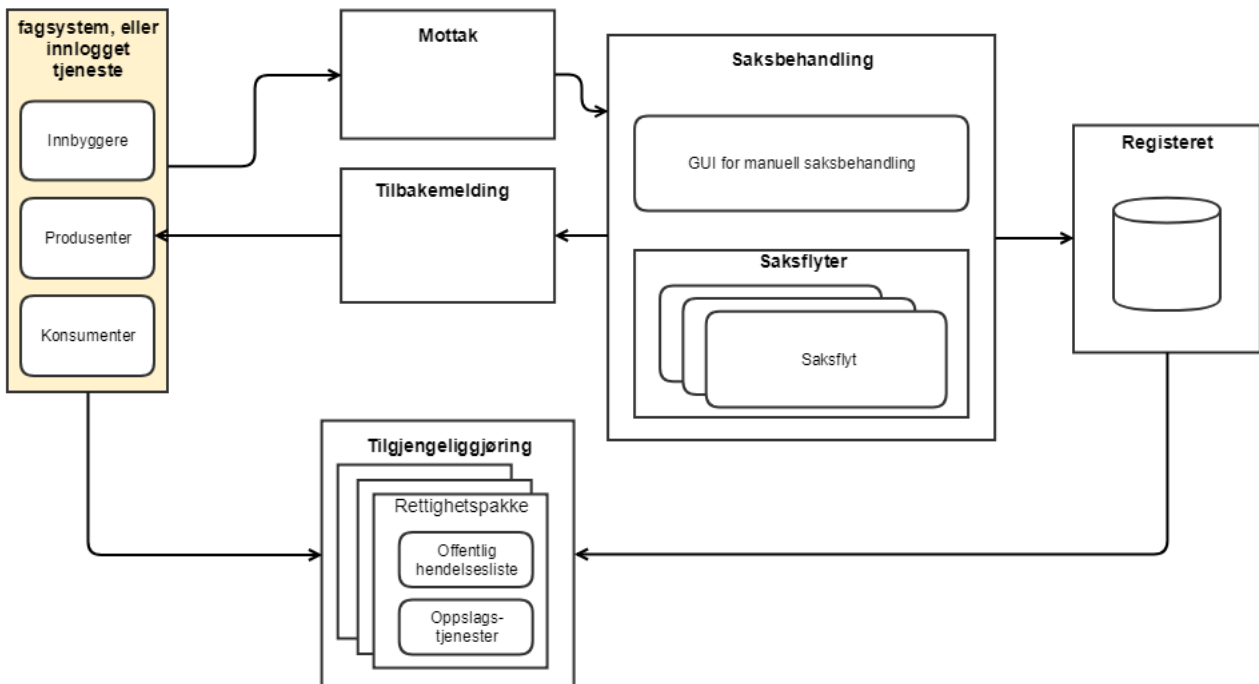 fagsystem, eller
innlogget
tjeneste
Innbyggere
Produsenter
Konsumenter
Mottak
Tilbakemelding
Saksbehandling
GUI for manuell saksbehandling
Saksflyter
Saksflyt
Registeret
Tilgjengeliggjøring
Rettighetspakke
Offentlig
hendelsesliste
Oppslags-
tjenester